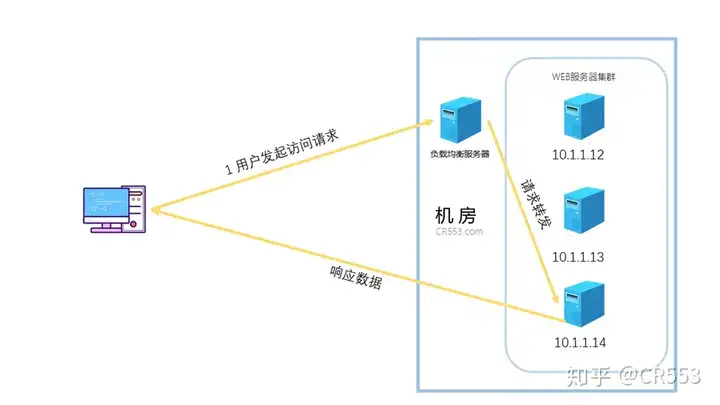 WEB服务器集群
1 用户发起访问请求
负载均衡服务器
10.1.1.12
请求转发
机房
CR553.com
10.1.1.13
响应数据
10.1.1.14
知乎 @CR553